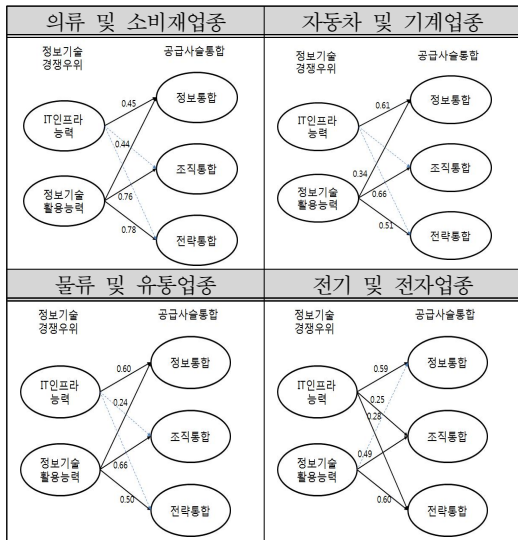 의류 및 소비재업종
정보기술
경쟁우위
공급사슬통합
IT인프라
능력
정보기술
활용능력
정보통합
조직통합
전략통합
0.45
0.44
0.76
0.78
자동차 및 기계업종
정보기술
경쟁우위
공급사슬통합
IT인프라
능력
정보기술
활용능력
정보통합
조직통합
전략통합
0.61
0.34
0.66
0.51
물류 및 유통업종
정보기술
경쟁우위
공급사슬통합
IT인프라
능력
정보기술
활용능력
정보통합
조직통합
전략통합
0.60
0.24
0.66
0.50
전기 및 전자업종
정보기술
경쟁우위
공급사슬통합
IT인프라
능력
정보기술
활용능력
정보통합
조직통합
전략통합
0.59
0.25
0.28
0.49
0.60